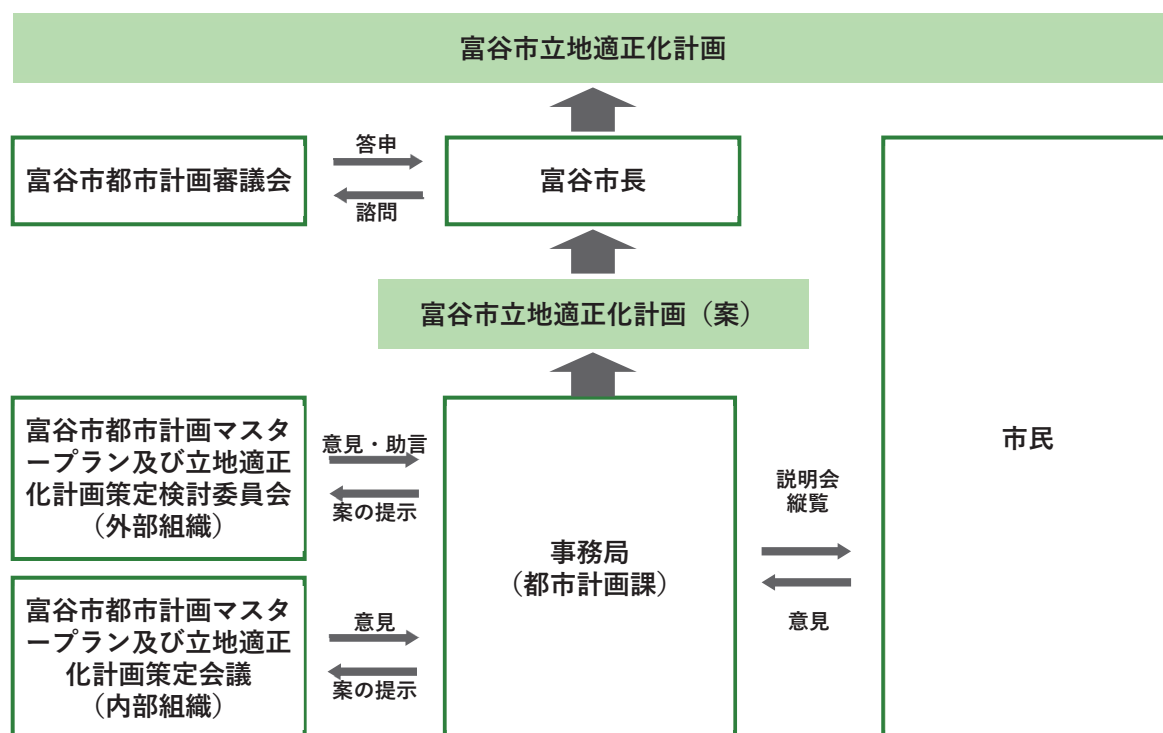 富谷市立地適正化計画
富谷市都市計画審議会
答申
諮問
富谷市長
富谷市立地適正化計画（案）
富谷市都市計画マスタ
ープラン及び立地適正
化計画策定検討委員会
（外部組織）
意見・助言
案の提示
富谷市都市計画マスタ
ープラン及び立地適正
化計画策定会議
（内部組織）
意見
案の提示
事務局
（都市計画課）
説明会
縦覧
意見
市民